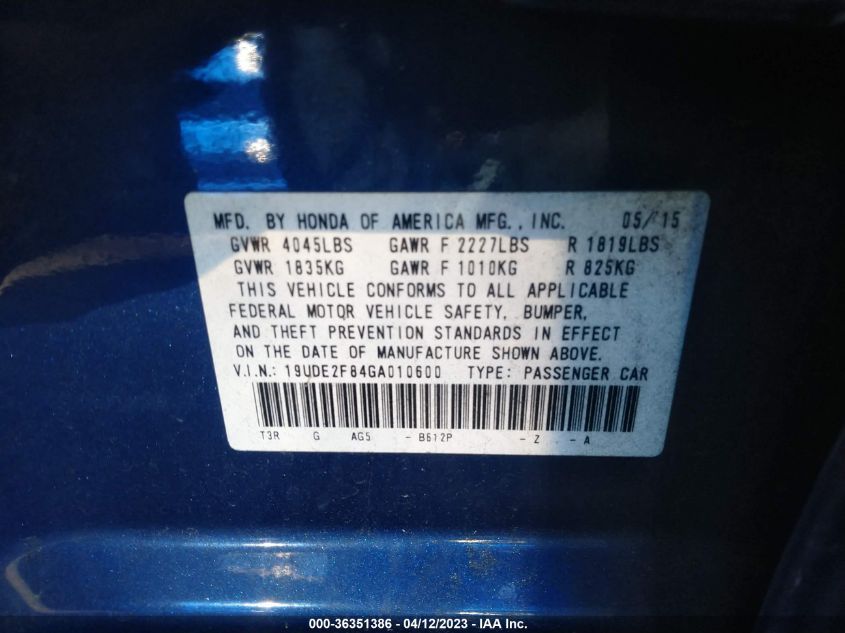 MFD. BY HONDA OF AMERICA MFG., INC. 05/15
GVWR 4045LBS GAWR F 2227LBS R 1819LBS
GVWR 1835KG GAWR F 1010KG R 825KG
THIS VEHICLE CONFORMS TO ALL APPLICABLE
FEDERAL MOTOR VEHICLE SAFETY, BUMPER,
AND THEFT PREVENTION STANDARDS IN EFFECT
ON THE DATE OF MANUFACTURE SHOWN ABOVE.
V.I.N.: 19UDE2F84GA010600 TYPE: PASSENGER CAR
T3R G AG5 - B612P - Z - A
000-36351386 - 04/12/2023 - IAA Inc.